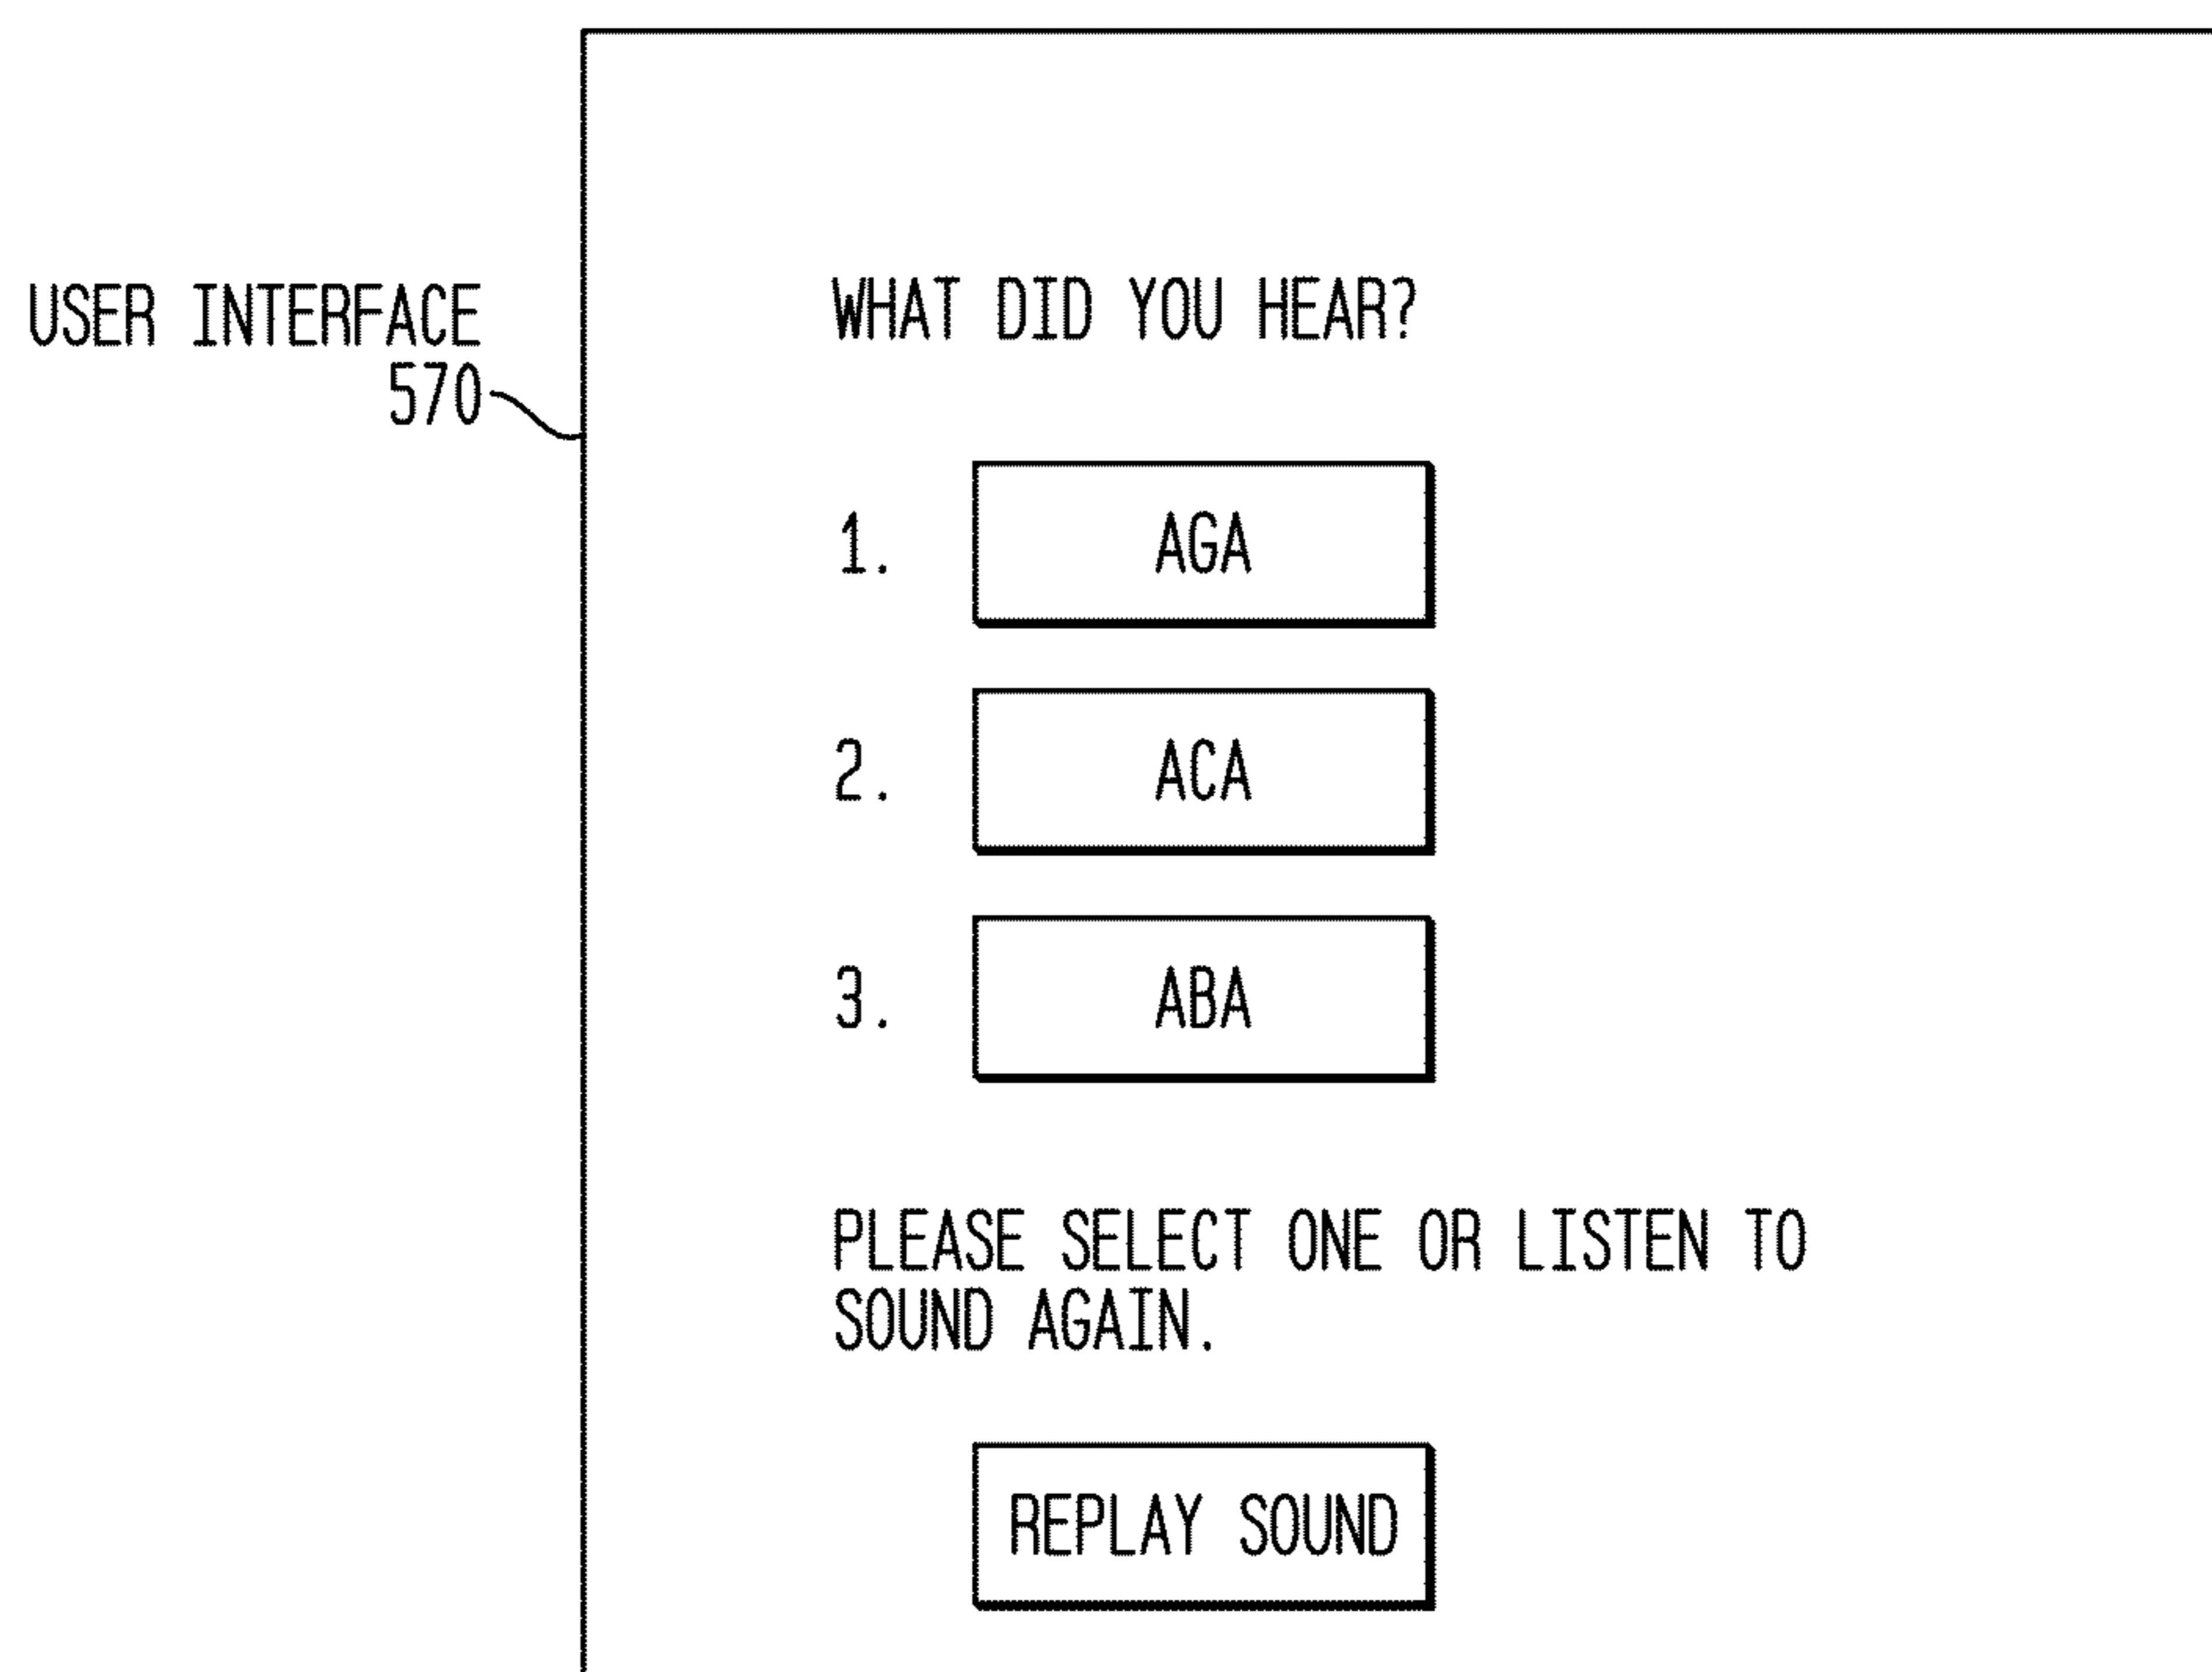 USER INTERFACE
570
WHAT DID YOU HEAR?
1. AGA
2. ACA
3. ABA
PLEASE SELECT ONE OR LISTEN TO
SOUND AGAIN.
REPLAY SOUND